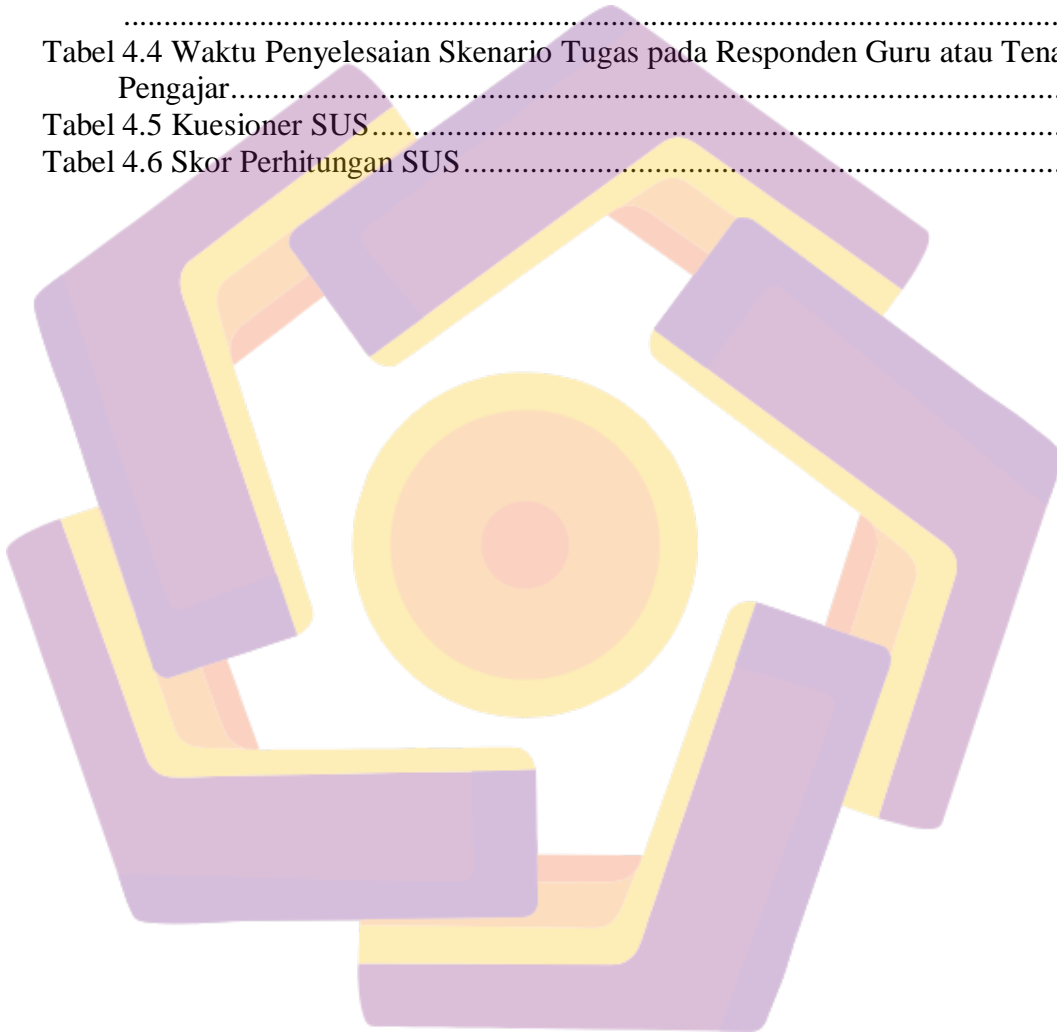 ....................................................................................................
Tabel 4.4 Waktu Penyelesaian Skenario Tugas pada Responden Guru atau
Pengajar....................................................................................................
Tabel 4.5 Kuesioner SUS....................................................................................................
Tabel 4.6 Skor Perhitungan SUS....................................................................................................